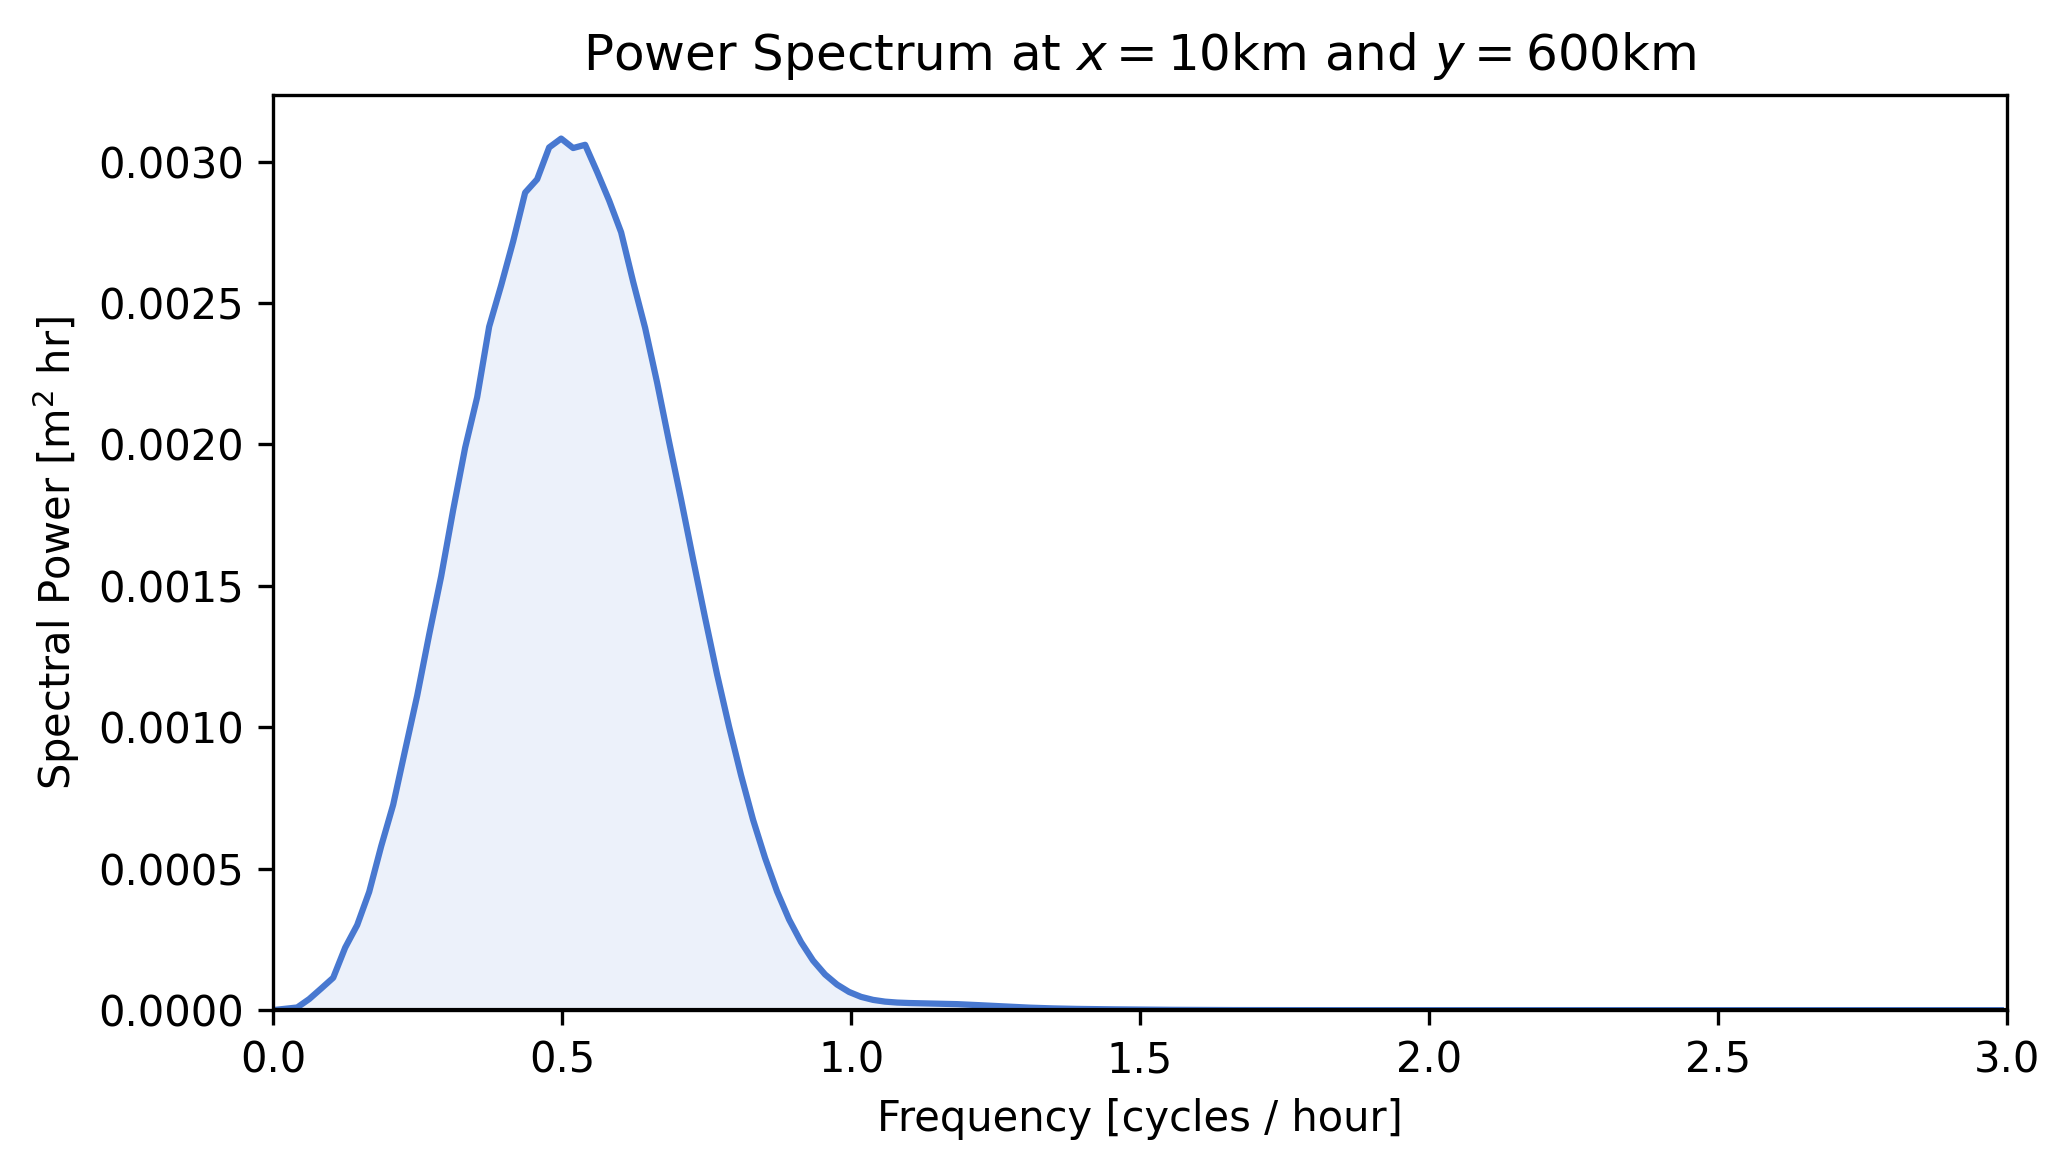 Power Spectrum at x = 10km and y = 600km
Spectral Power [m² hr]
0.0030
0.0025
0.0020
0.0015
0.0010
0.0005
0.0000
0.0 0.5 1.0 1.5 2.0 2.5 3.0
Frequency [cycles / hour]